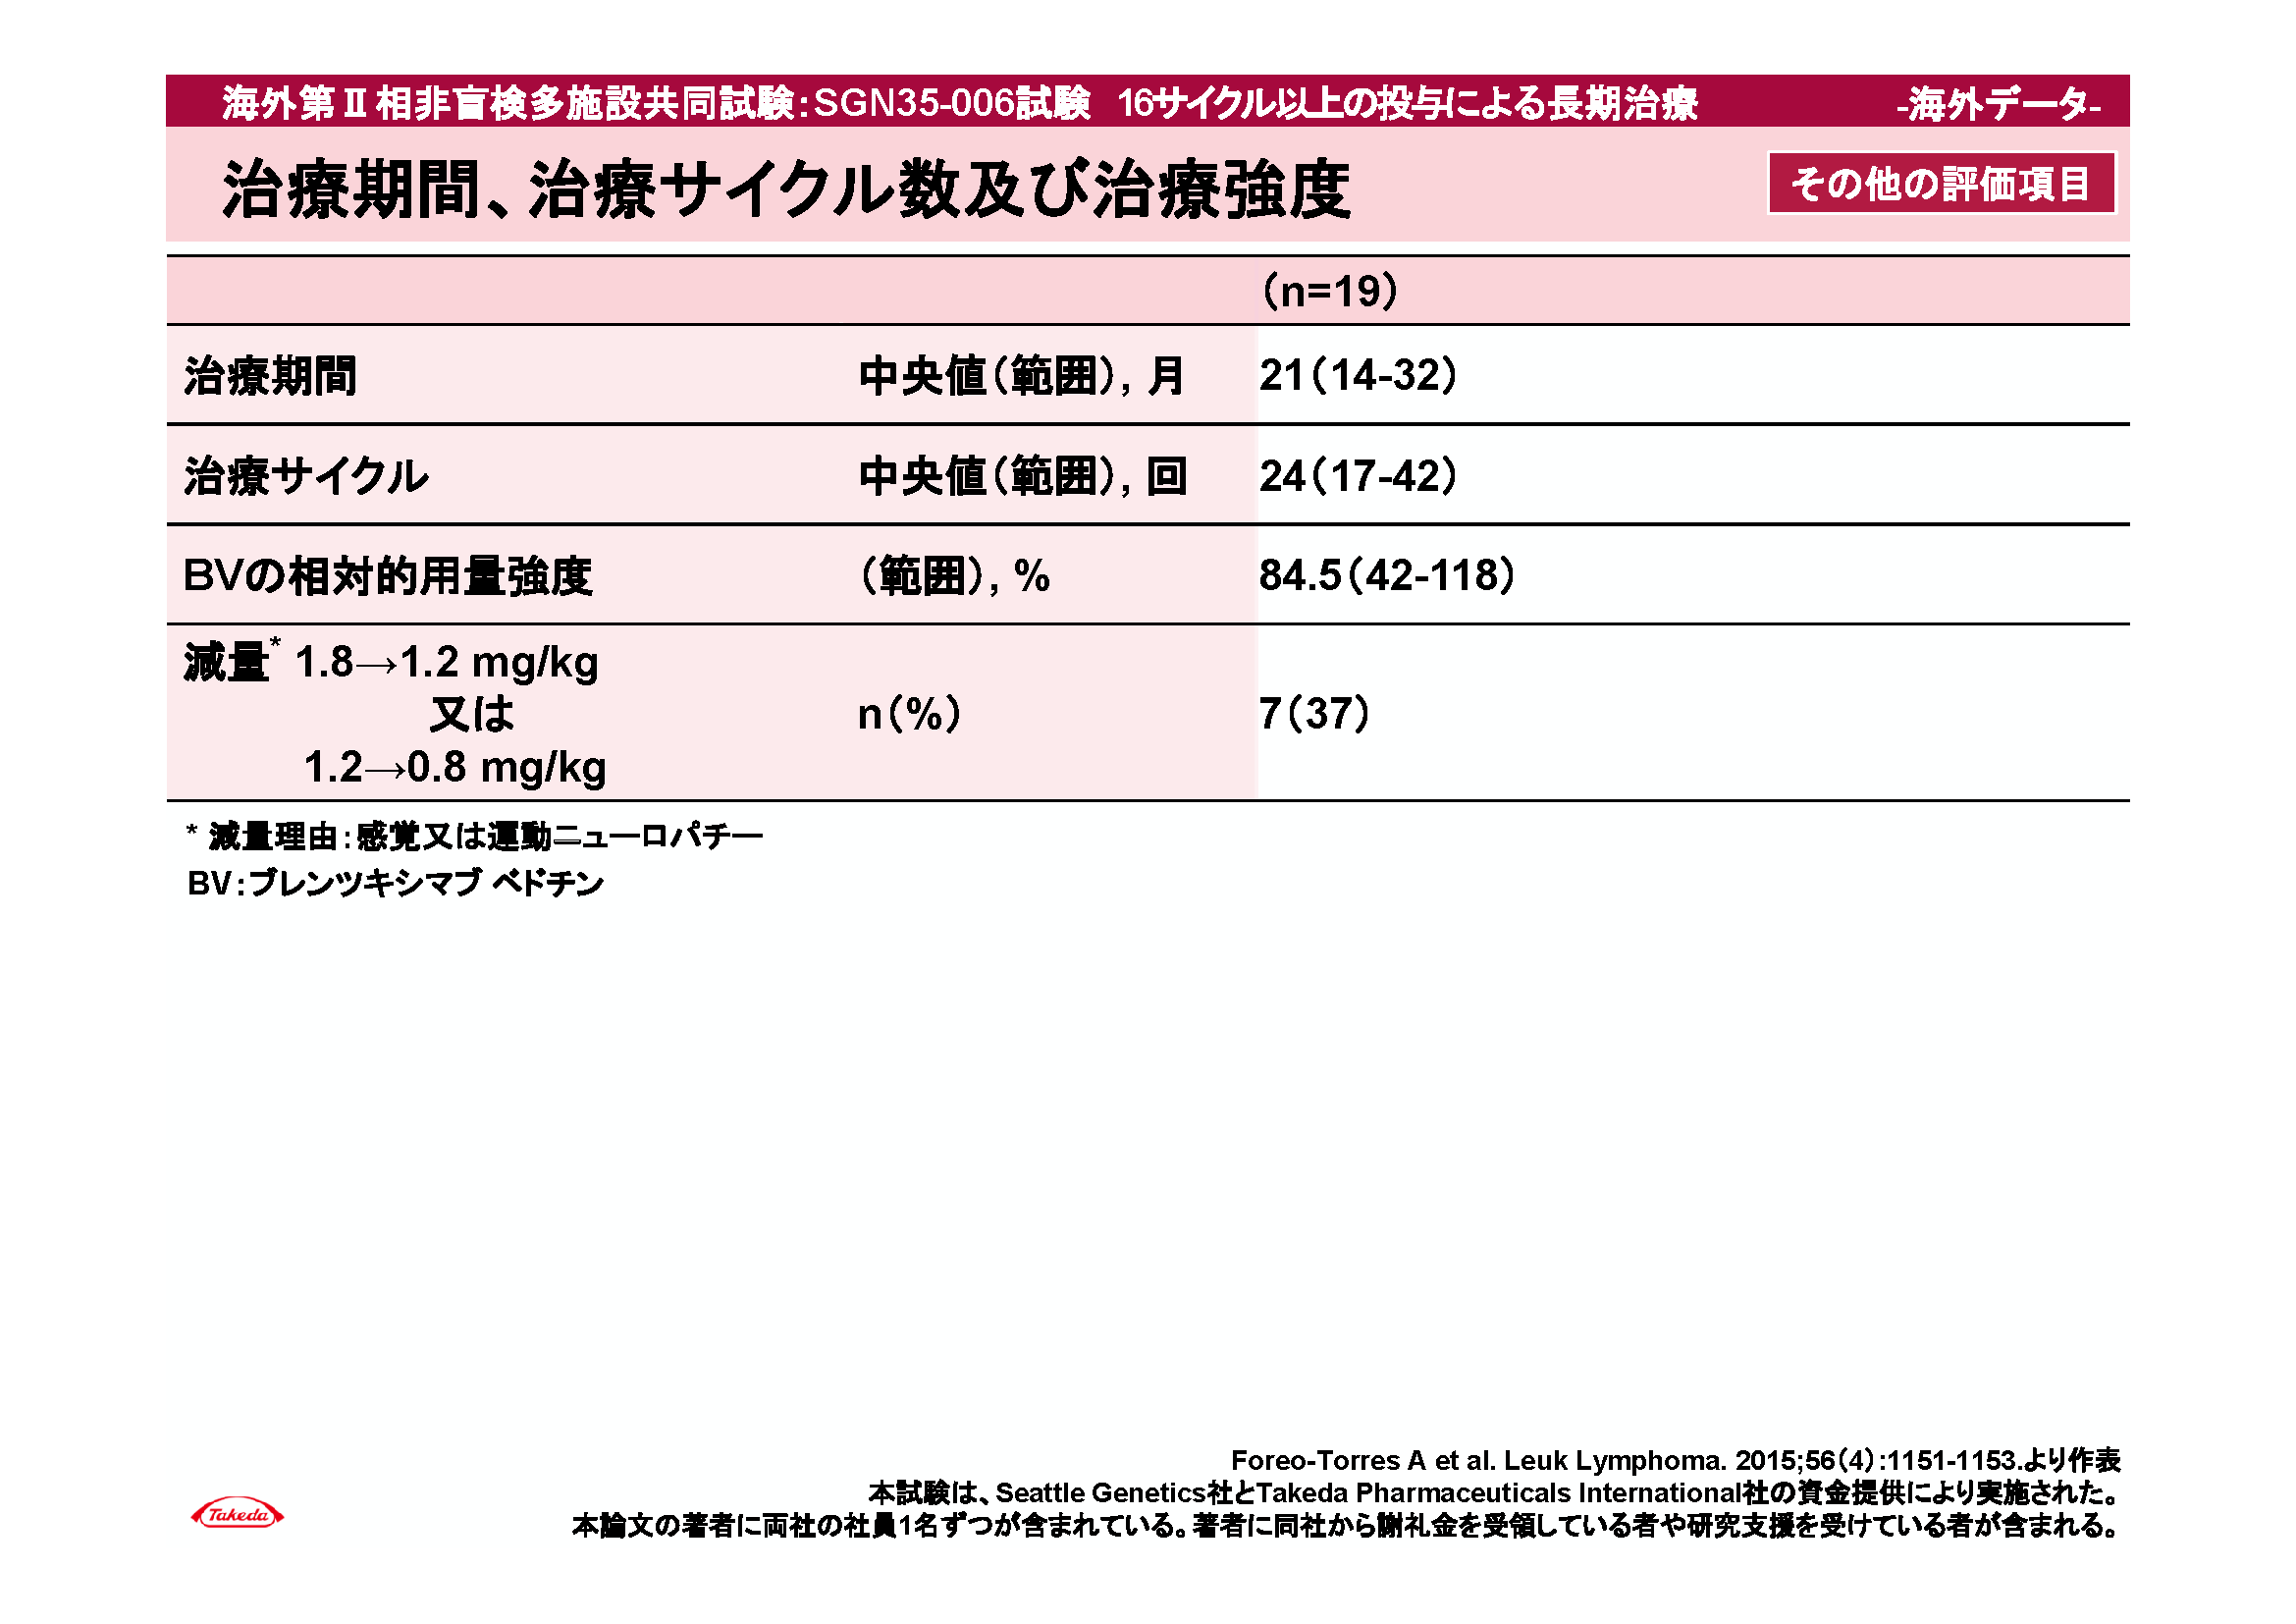 海外第Ⅱ相非盲検多施設共同試験：SGN35-006試験　16サイクル以上の投与による長期治療　-海外データ-
治療期間、治療サイクル数及び治療強度　その他の評価項目
（n=19）
治療期間　中央値（範囲）, 月　21（14-32）
治療サイクル　中央値（範囲）, 回　24（17-42）
BVの相対的用量強度　（範囲）, %　84.5（42-118）
減量* 1.8→1.2 mg/kg
又は　n（%）　7（37）
1.2→0.8 mg/kg
* 減量理由：感覚又は運動ニューロパチー
BV：ブレンツキシマブ ベドチン
Foreo-Torres A et al. Leuk Lymphoma. 2015;56（4）:1151-1153.より作表
本試験は、Seattle Genetics社とTakeda Pharmaceuticals International社の資金提供により実施された。
本論文の著者に両社の社員1名ずつが含まれている。著者に同社から謝礼金を受領している者や研究支援を受けている者が含まれる。
Takeda